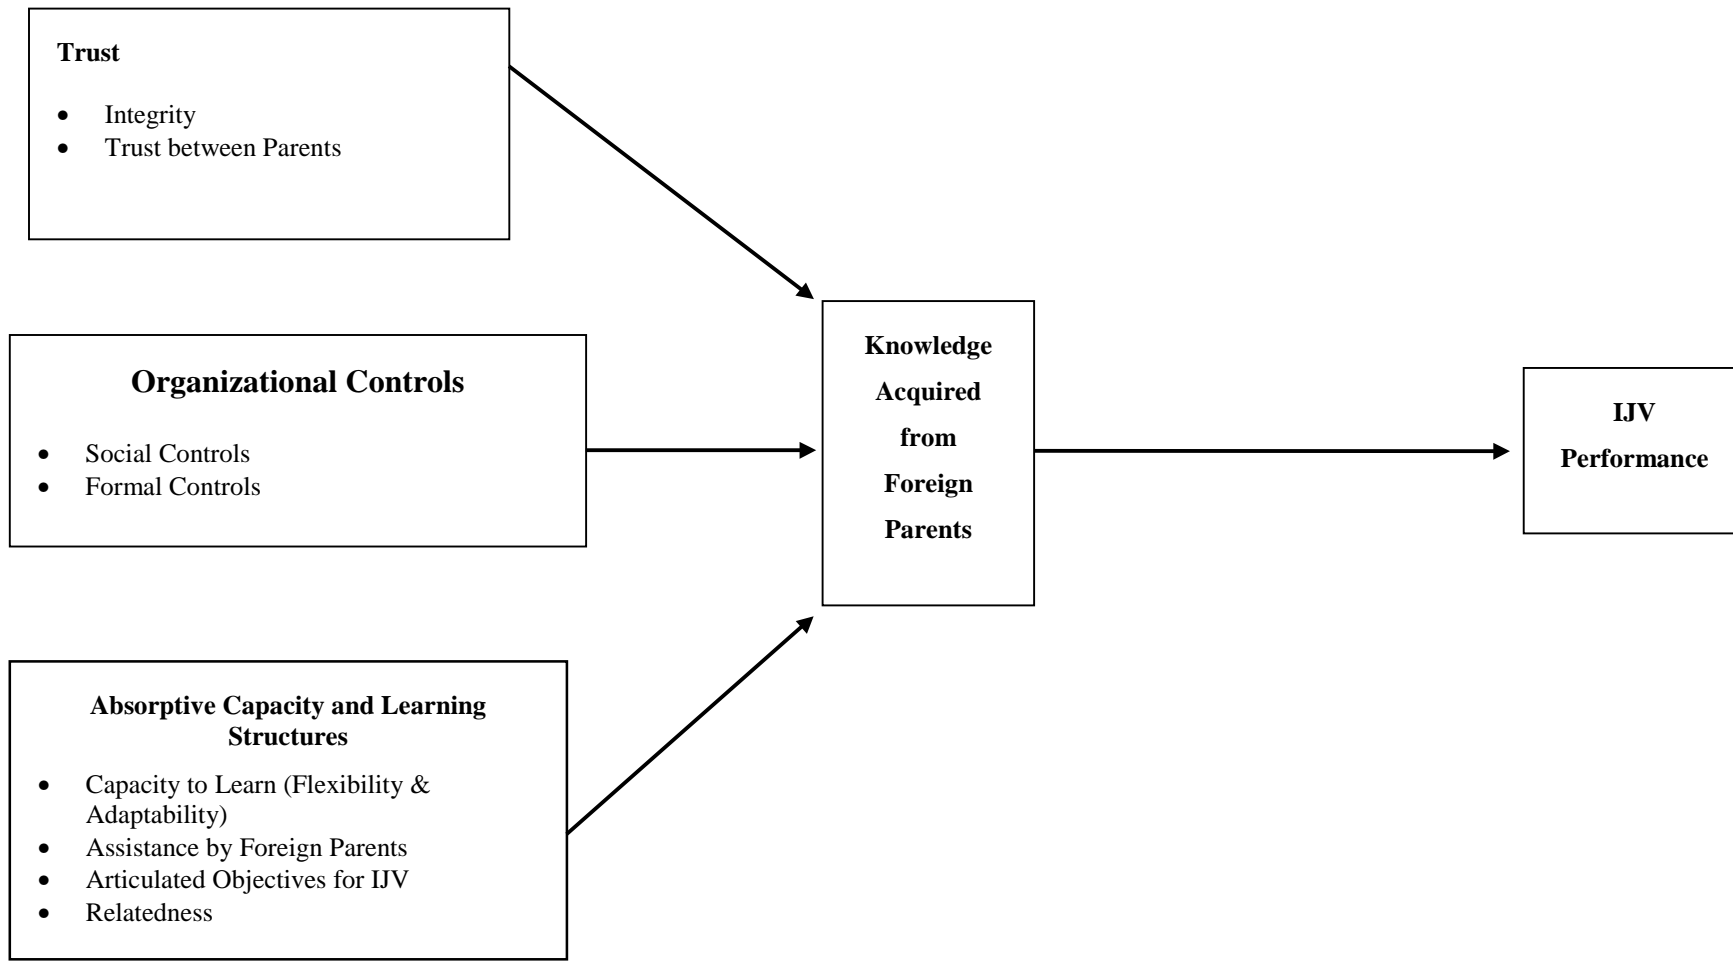 Trust
• Integrity
• Trust between Parents
Organizational Controls
• Social Controls
• Formal Controls
Absorptive Capacity and Learning
Structures
• Capacity to Learn (Flexibility &
Adaptability)
• Assistance by Foreign Parents
• Articulated Objectives for IJV
• Relatedness
Knowledge
Acquired
from
Foreign
Parents
IJV
Performance